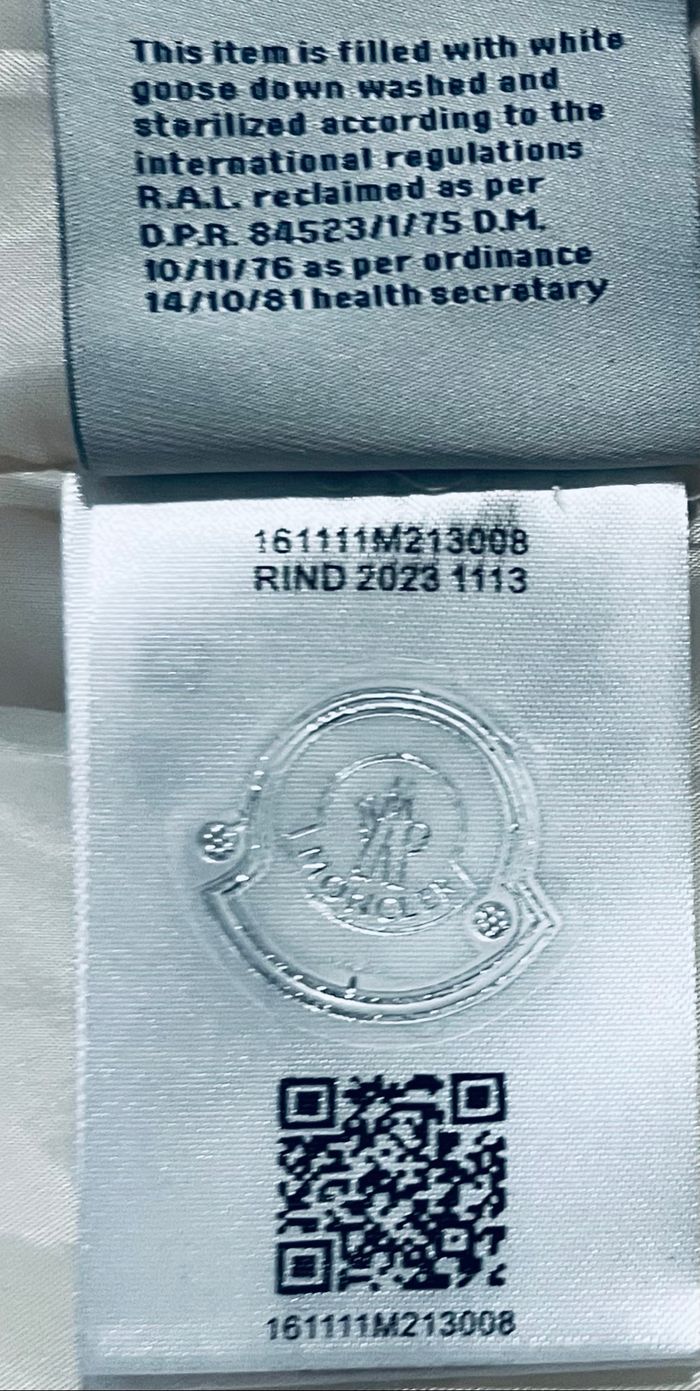 This item is filled with white
goose down washed and
sterilized according to the
international regulations
R.A.L. reclaimed as per
D.P.R. 84523/1/75 D.M.
10/11/76 as per ordinance
14/10/81 health secretary
161111M213008
RIND 2023 1113
MONCLER
161111M213008